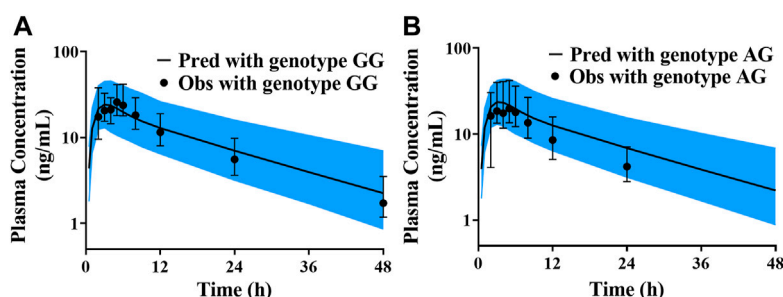 A
Plasma Concentration
(ng/mL)
100
10
1
Pred with genotype GG
Obs with genotype GG
0 12 24 36 48
Time (h)
B
Plasma Concentration
(ng/mL)
100
10
1
Pred with genotype AG
Obs with genotype AG
0 12 24 36 48
Time (h)